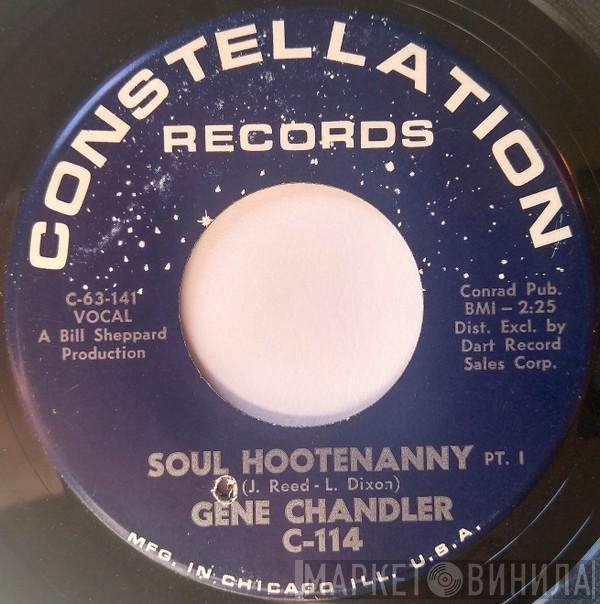 CONSTELLATION
RECORDS
C-63-141
VOCAL
A Bill Sheppard
Production
Conrad Pub.
BMI – 2:25
Dist. Excl. by
Dart Record
Sales Corp.
SOUL HOOTENANNY PT. I
(J. Reed - L. Dixon)
GENE CHANDLER
C-114
MFG. IN CHICAGO ILL. U.S.A.
МАРКЕТ ВИНИЛА